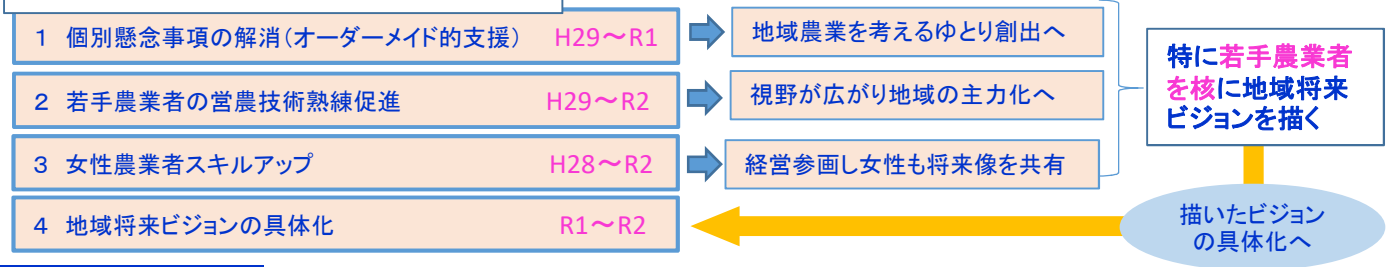 １ 個別懸念事項の解消（オーダーメイド的支援） H29～R1
地域農業を考えるゆとり創出へ
２ 若手農業者の営農技術熟練促進 H29～R2
視野が広がり地域の主力化へ
３ 女性農業者スキルアップ H28～R2
経営参画し女性も将来像を共有
４ 地域将来ビジョンの具体化 R1～R2
特に若手農業者
を核に地域将来
ビジョンを描く
描いたビジョン
の具体化へ